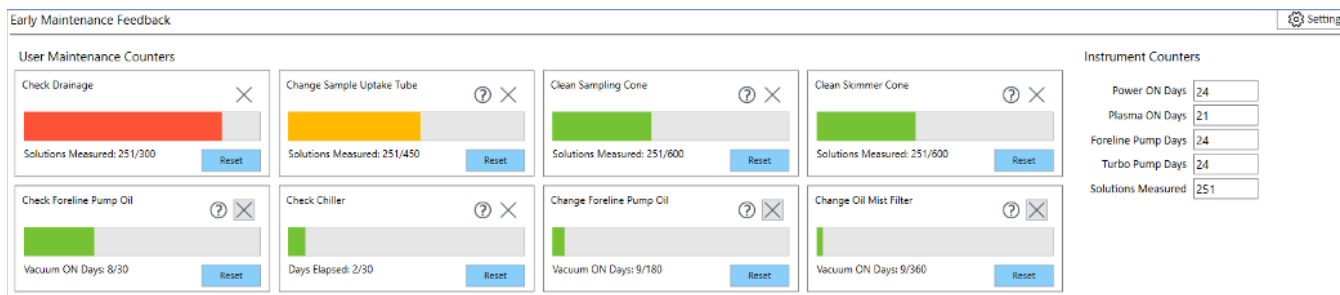 Early Maintenance Feedback
Setting
User Maintenance Counters
Check Drainage
Solutions Measured: 251/300
Reset
Change Sample Uptake Tube
Solutions Measured: 251/450
Reset
Clean Sampling Cone
Solutions Measured: 251/600
Reset
Clean Skimmer Cone
Solutions Measured: 251/600
Reset
Check Foreline Pump Oil
Vacuum ON Days: 8/30
Reset
Check Chiller
Days Elapsed: 2/30
Reset
Change Foreline Pump Oil
Vacuum ON Days: 9/180
Reset
Change Oil Mist Filter
Vacuum ON Days: 9/360
Reset
Instrument Counters
Power ON Days 24
Plasma ON Days 21
Foreline Pump Days 24
Turbo Pump Days 24
Solutions Measured 251